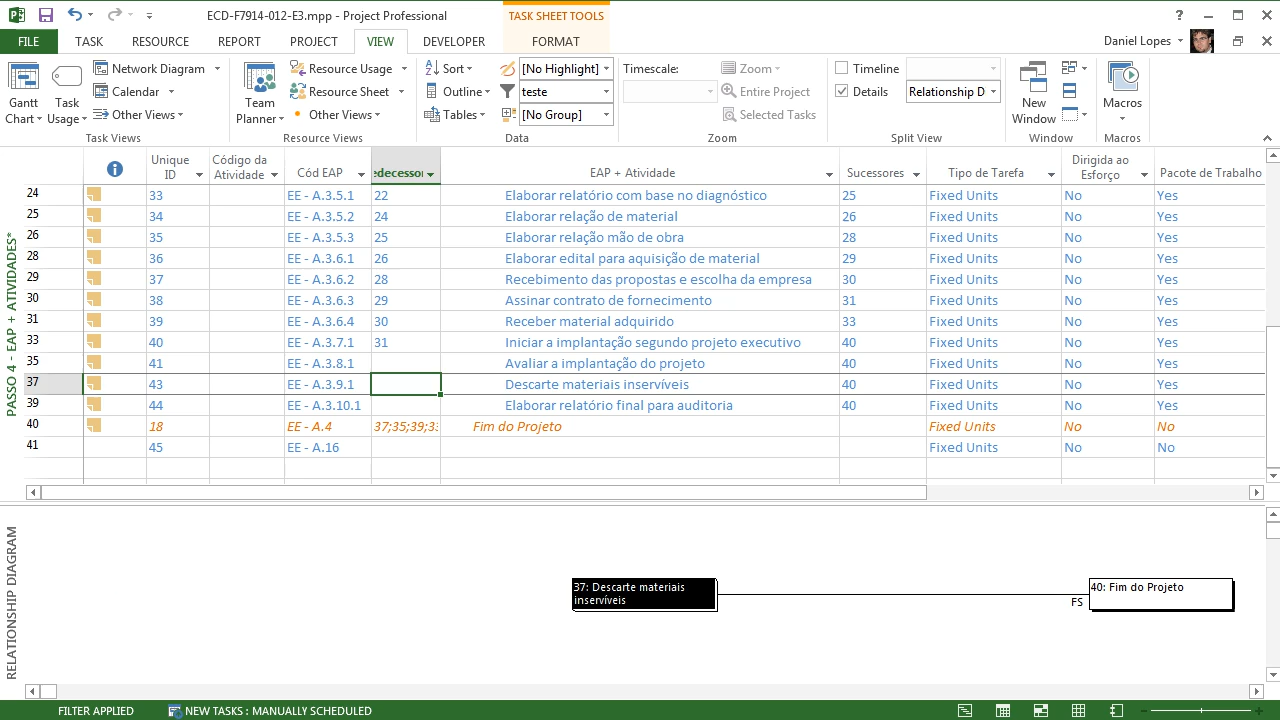 ECD-F7914-012-E3.mpp - Project Professional
TASK SHEET TOOLS
FILE TASK RESOURCE REPORT PROJECT VIEW DEVELOPER FORMAT
Daniel Lopes
Gantt Chart
Task Usage
Network Diagram
Calendar
Other Views
Task Views
Team Planner
Resource Usage
Resource Sheet
Other Views
Resource Views
Sort
Outline
Tables
[No Highlight]
teste
[No Group]
Data
Timescale:
Zoom
Entire Project
Selected Tasks
Zoom
Timeline
Details
Relationship D
Split View
New Window
Window
Macros
Macros
Unique ID Código da Atividade Cód EAP edecessor EAP + Atividade Sucessores Tipo de Tarefa Dirigida ao Esforço Pacote de Trabalho
24 33 EE - A.3.5.1 22 Elaborar relatório com base no diagnóstico 25 Fixed Units No Yes
25 34 EE - A.3.5.2 24 Elaborar relação de material 26 Fixed Units No Yes
26 35 EE - A.3.5.3 25 Elaborar relação mão de obra 28 Fixed Units No Yes
28 36 EE - A.3.6.1 26 Elaborar edital para aquisição de material 29 Fixed Units No Yes
29 37 EE - A.3.6.2 28 Recebimento das propostas e escolha da empresa 30 Fixed Units No Yes
30 38 EE - A.3.6.3 29 Assinar contrato de fornecimento 31 Fixed Units No Yes
31 39 EE - A.3.6.4 30 Receber material adquirido 33 Fixed Units No Yes
33 40 EE - A.3.7.1 31 Iniciar a implantação segundo projeto executivo 40 Fixed Units No Yes
35 41 EE - A.3.8.1 Avaliar a implantação do projeto 40 Fixed Units No Yes
37 43 EE - A.3.9.1 Descarte materiais inservíveis 40 Fixed Units No Yes
39 44 EE - A.3.10.1 Elaborar relatório final para auditoria 40 Fixed Units No Yes
40 18 EE - A.4 37;35;39;33 Fim do Projeto Fixed Units No No
41 45 EE - A.16 Fixed Units No No
PASSO 4 - EAP + ATIVIDADES*
RELATIONSHIP DIAGRAM
37: Descarte materiais
inservíveis
FS
40: Fim do Projeto
FILTER APPLIED
NEW TASKS : MANUALLY SCHEDULED